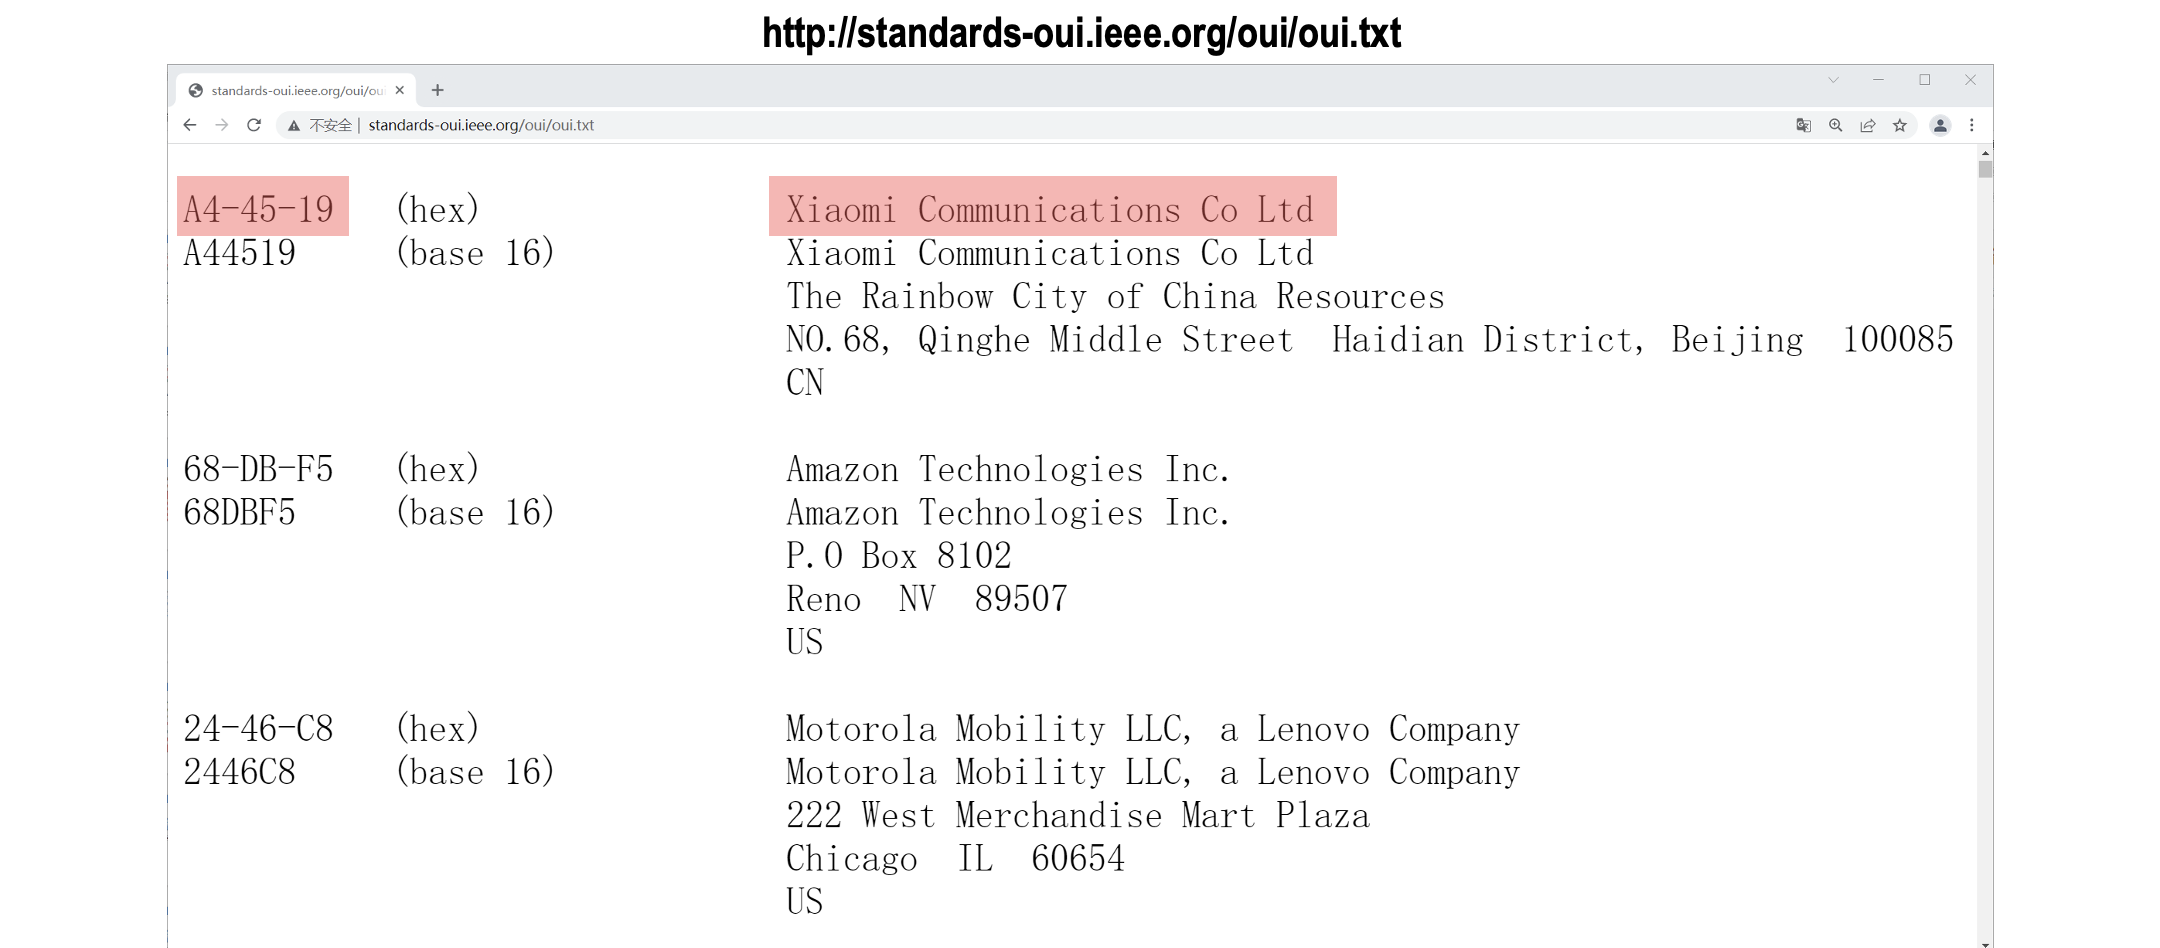 http://standards-oui.ieee.org/oui/oui.txt
standards-oui.ieee.org/oui/oui
不安全 | standards-oui.ieee.org/oui/oui.txt
A4-45-19 (hex) Xiaomi Communications Co Ltd
A44519 (base 16) Xiaomi Communications Co Ltd
The Rainbow City of China Resources
NO.68, Qinghe Middle Street Haidian District, Beijing 100085
CN
68-DB-F5 (hex) Amazon Technologies Inc.
68DBF5 (base 16) Amazon Technologies Inc.
P.O Box 8102
Reno NV 89507
US
24-46-C8 (hex) Motorola Mobility LLC, a Lenovo Company
2446C8 (base 16) Motorola Mobility LLC, a Lenovo Company
222 West Merchandise Mart Plaza
Chicago IL 60654
US